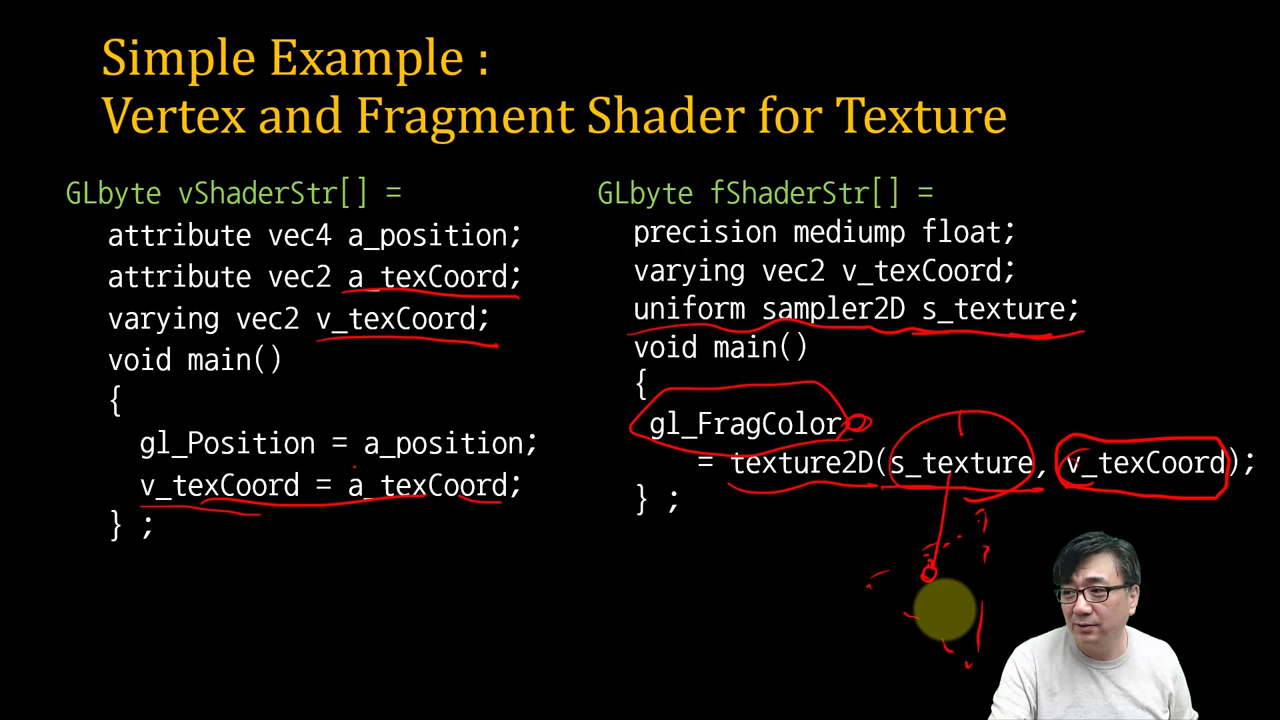 Simple Example :
Vertex and Fragment Shader for Texture
GLbyte vShaderStr[] =
attribute vec4 a_position;
attribute vec2 a_texCoord;
varying vec2 v_texCoord;
void main()
{
gl_Position = a_position;
v_texCoord = a_texCoord;
} ;
GLbyte fShaderStr[] =
precision mediump float;
varying vec2 v_texCoord;
uniform sampler2D s_texture;
void main()
{
gl_FragColor
= texture2D(s_texture, v_texCoord);
} ;